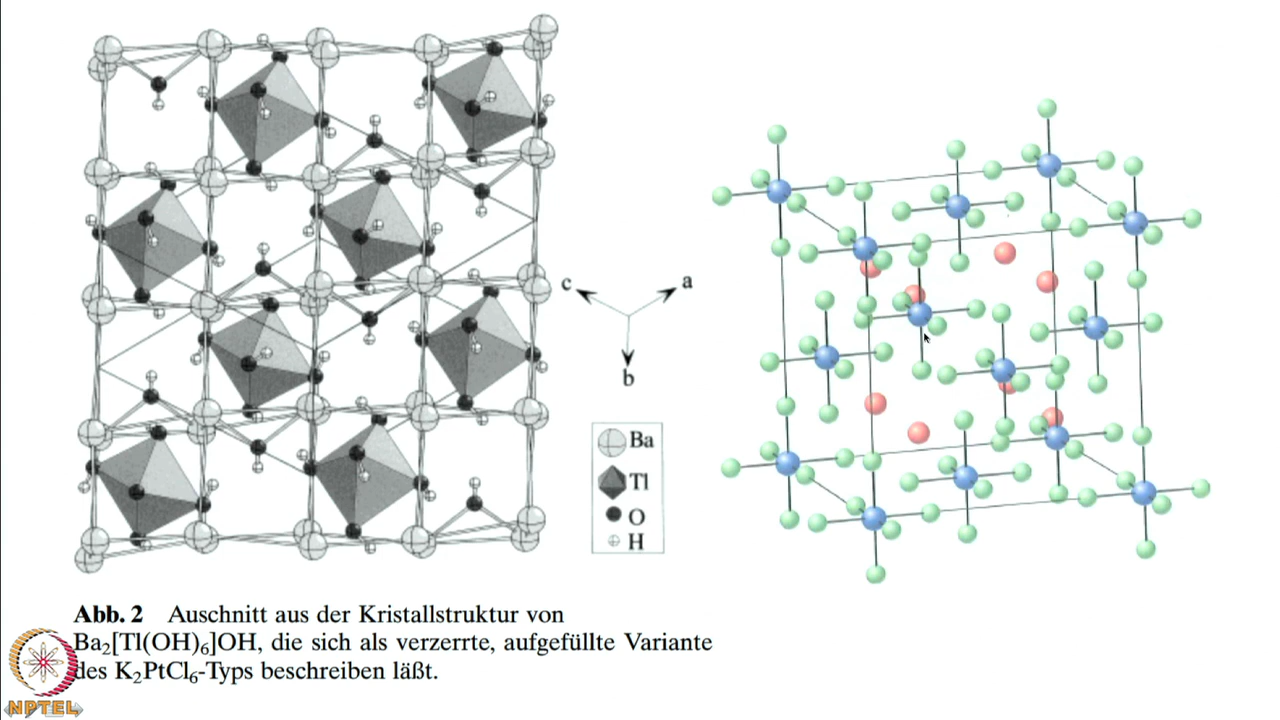 c
a
b
Ba
Tl
O
H
Abb. 2 Auschnitt aus der Kristallstruktur von
Ba₂[Tl(OH)₆]OH, die sich als verzerrte, aufgefüllte Variante
des K₂PtCl₆-Typs beschreiben läßt.
NPTEL